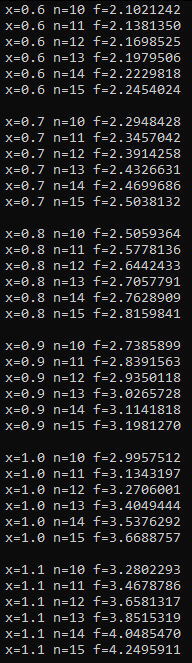 x=0.6 n=10 f=2.1021242
x=0.6 n=11 f=2.1381350
x=0.6 n=12 f=2.1698525
x=0.6 n=13 f=2.1979506
x=0.6 n=14 f=2.2229818
x=0.6 n=15 f=2.2454024
x=0.7 n=10 f=2.2948428
x=0.7 n=11 f=2.3457042
x=0.7 n=12 f=2.3914258
x=0.7 n=13 f=2.4326631
x=0.7 n=14 f=2.4699686
x=0.7 n=15 f=2.5038132
x=0.8 n=10 f=2.5059364
x=0.8 n=11 f=2.5778136
x=0.8 n=12 f=2.6442433
x=0.8 n=13 f=2.7057791
x=0.8 n=14 f=2.7628909
x=0.8 n=15 f=2.8159841
x=0.9 n=10 f=2.7385899
x=0.9 n=11 f=2.8391563
x=0.9 n=12 f=2.9350118
x=0.9 n=13 f=3.0265728
x=0.9 n=14 f=3.1141818
x=0.9 n=15 f=3.1981270
x=1.0 n=10 f=2.9957512
x=1.0 n=11 f=3.1343197
x=1.0 n=12 f=3.2706001
x=1.0 n=13 f=3.4049444
x=1.0 n=14 f=3.5376292
x=1.0 n=15 f=3.6688757
x=1.1 n=10 f=3.2802293
x=1.1 n=11 f=3.4678786
x=1.1 n=12 f=3.6581317
x=1.1 n=13 f=3.8515319
x=1.1 n=14 f=4.0485470
x=1.1 n=15 f=4.2495911